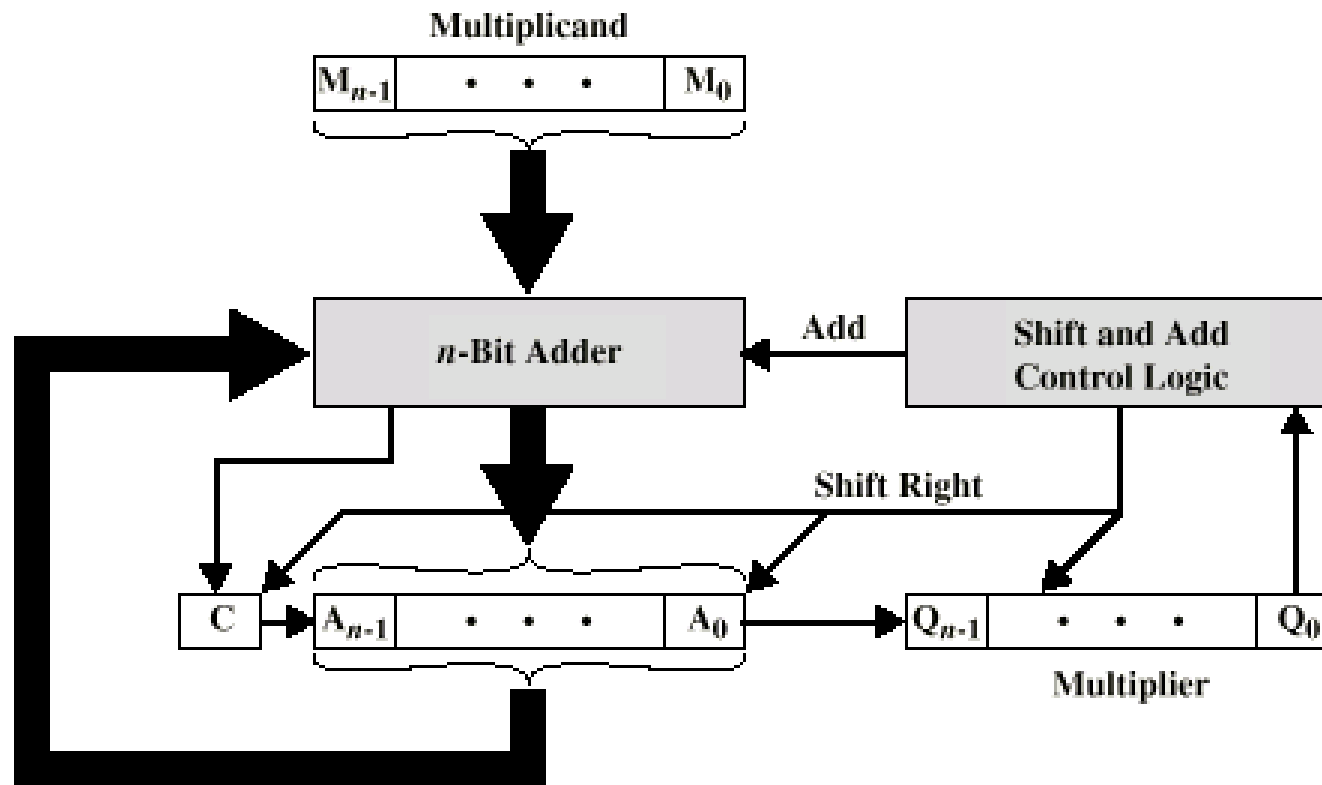 Multiplicand
Mn-1 • • • M0
n-Bit Adder
Add
Shift and Add
Control Logic
Shift Right
C
An-1 • • • A0
Qn-1 • • • Q0
Multiplier